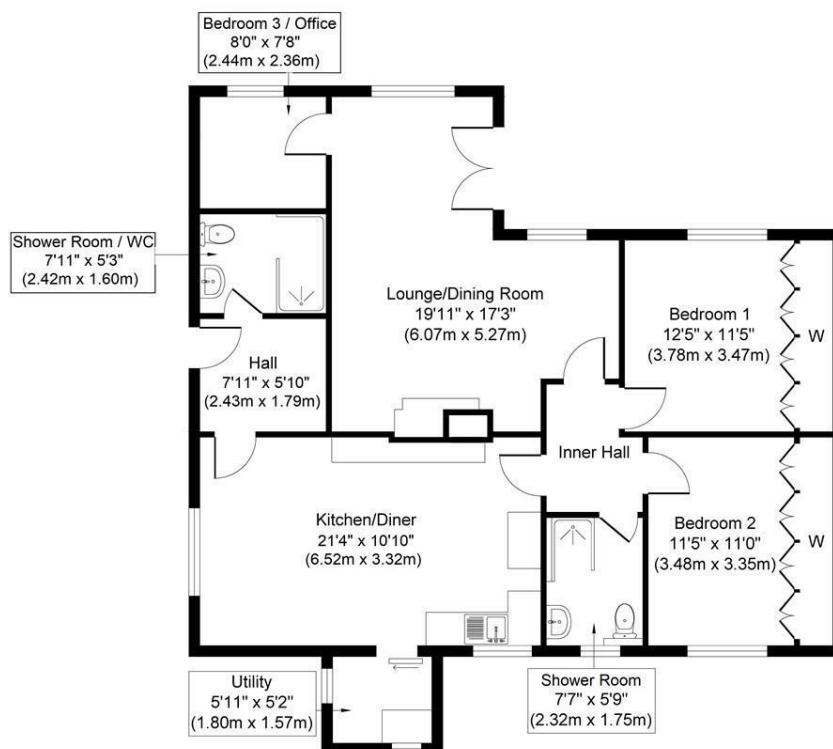 Bedroom 3 / Office
8'0" x 7'8"
(2.44m x 2.36m)
Shower Room / WC
7'11" x 5'3"
(2.42m x 1.60m)
Lounge/Dining Room
19'11" x 17'3"
(6.07m x 5.27m)
Bedroom 1
12'5" x 11'5"
(3.78m x 3.47m)
W
Hall
7'11" x 5'10"
(2.43m x 1.79m)
Inner Hall
Kitchen/Diner
21'4" x 10'10"
(6.52m x 3.32m)
Bedroom 2
11'5" x 11'0"
(3.48m x 3.35m)
W
Utility
5'11" x 5'2"
(1.80m x 1.57m)
Shower Room
7'7" x 5'9"
(2.32m x 1.75m)